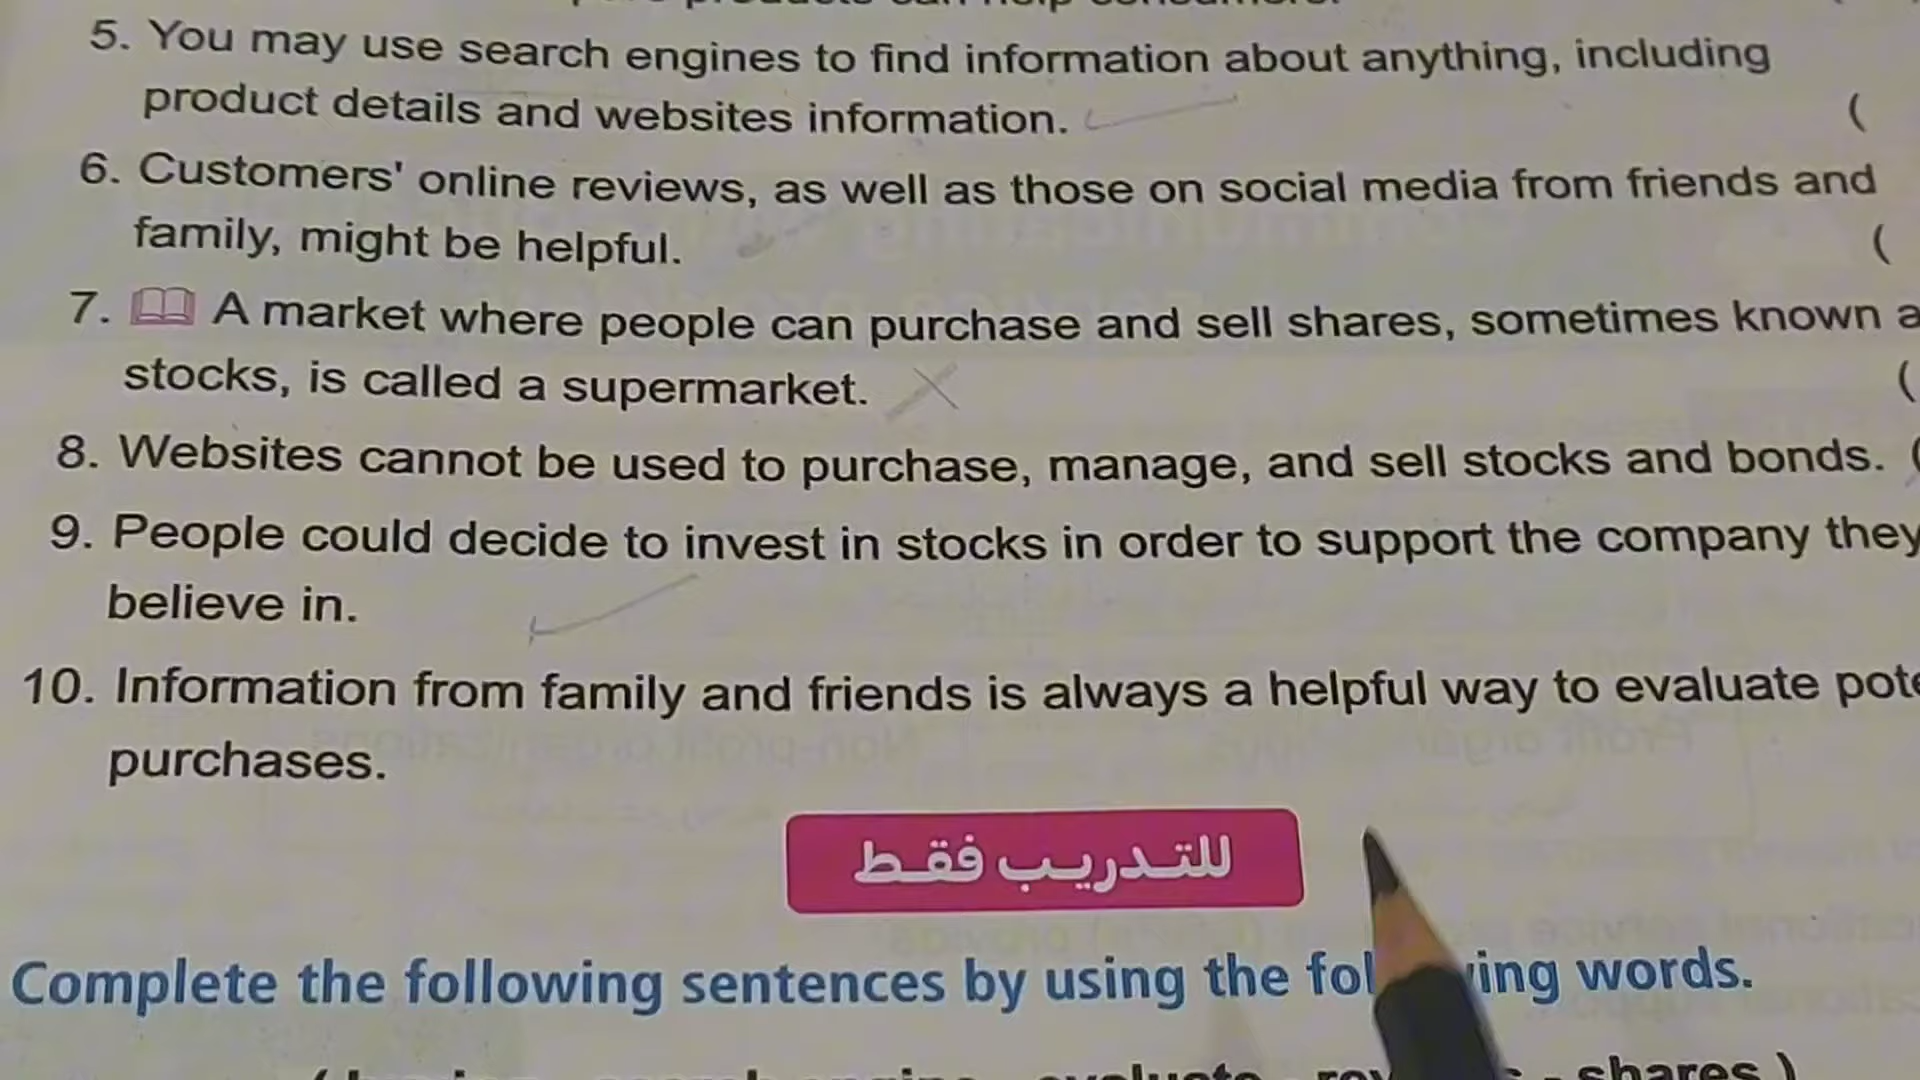 5. You may use search engines to find information about anything, including
product details and websites information. (
6. Customers' online reviews, as well as those on social media from friends and
family, might be helpful. (
7. A market where people can purchase and sell shares, sometimes known a
stocks, is called a supermarket. (
8. Websites cannot be used to purchase, manage, and sell stocks and bonds. (
9. People could decide to invest in stocks in order to support the company they
believe in.
10. Information from family and friends is always a helpful way to evaluate pote
purchases.
للتدريب فقط
Complete the following sentences by using the fol ing words.
evaluate - shares )